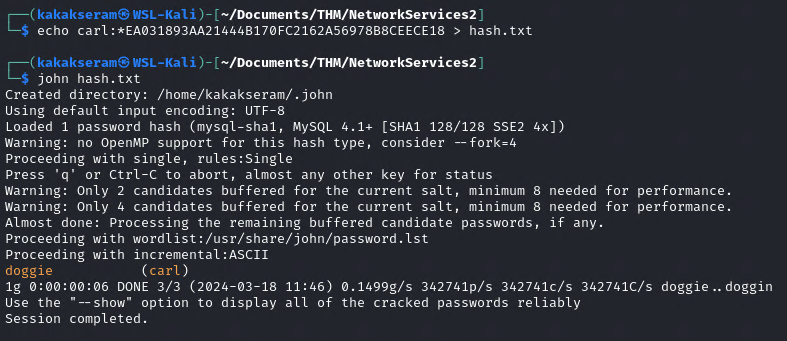 ┌──(kakakseram㉿WSL-Kali)-[~/Documents/THM/NetworkServices2]
└─$ echo carl:*EA031893AA21444B170FC2162A56978B8CEECE18 > hash.txt
┌──(kakakseram㉿WSL-Kali)-[~/Documents/THM/NetworkServices2]
└─$ john hash.txt
Created directory: /home/kakakseram/.john
Using default input encoding: UTF-8
Loaded 1 password hash (mysql-sha1, MySQL 4.1+ [SHA1 128/128 SSE2 4x])
Warning: no OpenMP support for this hash type, consider --fork=4
Proceeding with single, rules:Single
Press 'q' or Ctrl-C to abort, almost any other key for status
Warning: Only 2 candidates buffered for the current salt, minimum 8 needed for performance.
Warning: Only 4 candidates buffered for the current salt, minimum 8 needed for performance.
Almost done: Processing the remaining buffered candidate passwords, if any.
Proceeding with wordlist:/usr/share/john/password.lst
Proceeding with incremental:ASCII
doggie           (carl)
1g 0:00:00:06 DONE 3/3 (2024-03-18 11:46) 0.1499g/s 342741p/s 342741c/s 342741C/s doggie..doggin
Use the "--show" option to display all of the cracked passwords reliably
Session completed.